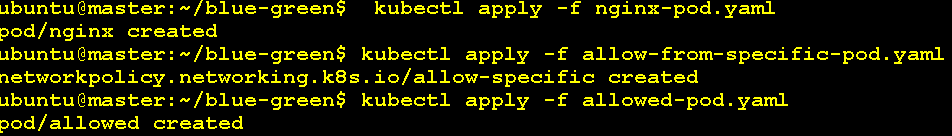 ubuntu@master:~/blue-green$  kubectl apply -f nginx-pod.yaml
pod/nginx created
ubuntu@master:~/blue-green$ kubectl apply -f allow-from-specific-pod.yaml
networkpolicy.networking.k8s.io/allow-specific created
ubuntu@master:~/blue-green$ kubectl apply -f allowed-pod.yaml
pod/allowed created